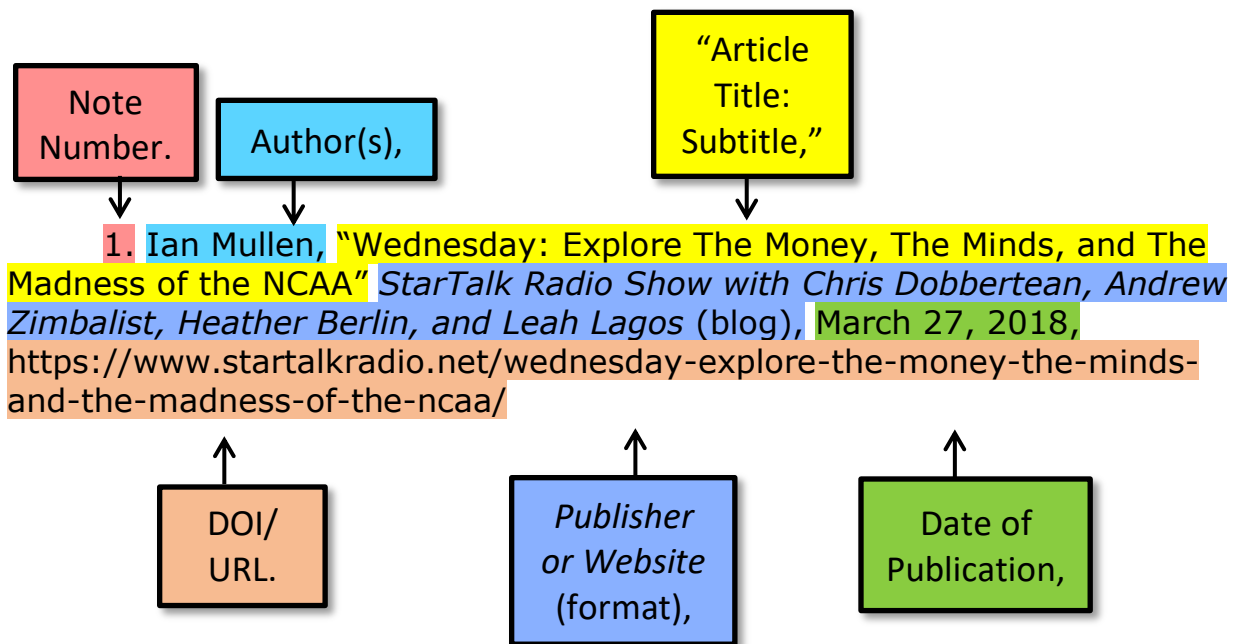 Note
Number.
Author(s),
“Article
Title:
Subtitle,”
1. Ian Mullen, “Wednesday: Explore The Money, The Minds, and The
Madness of the NCAA” StarTalk Radio Show with Chris Dobbertean, Andrew
Zimbalist, Heather Berlin, and Leah Lagos (blog), March 27, 2018,
https://www.startalkradio.net/wednesday-explore-the-money-the-minds-
and-the-madness-of-the-ncaa/
DOI/
URL.
Publisher
or Website
(format),
Date of
Publication,